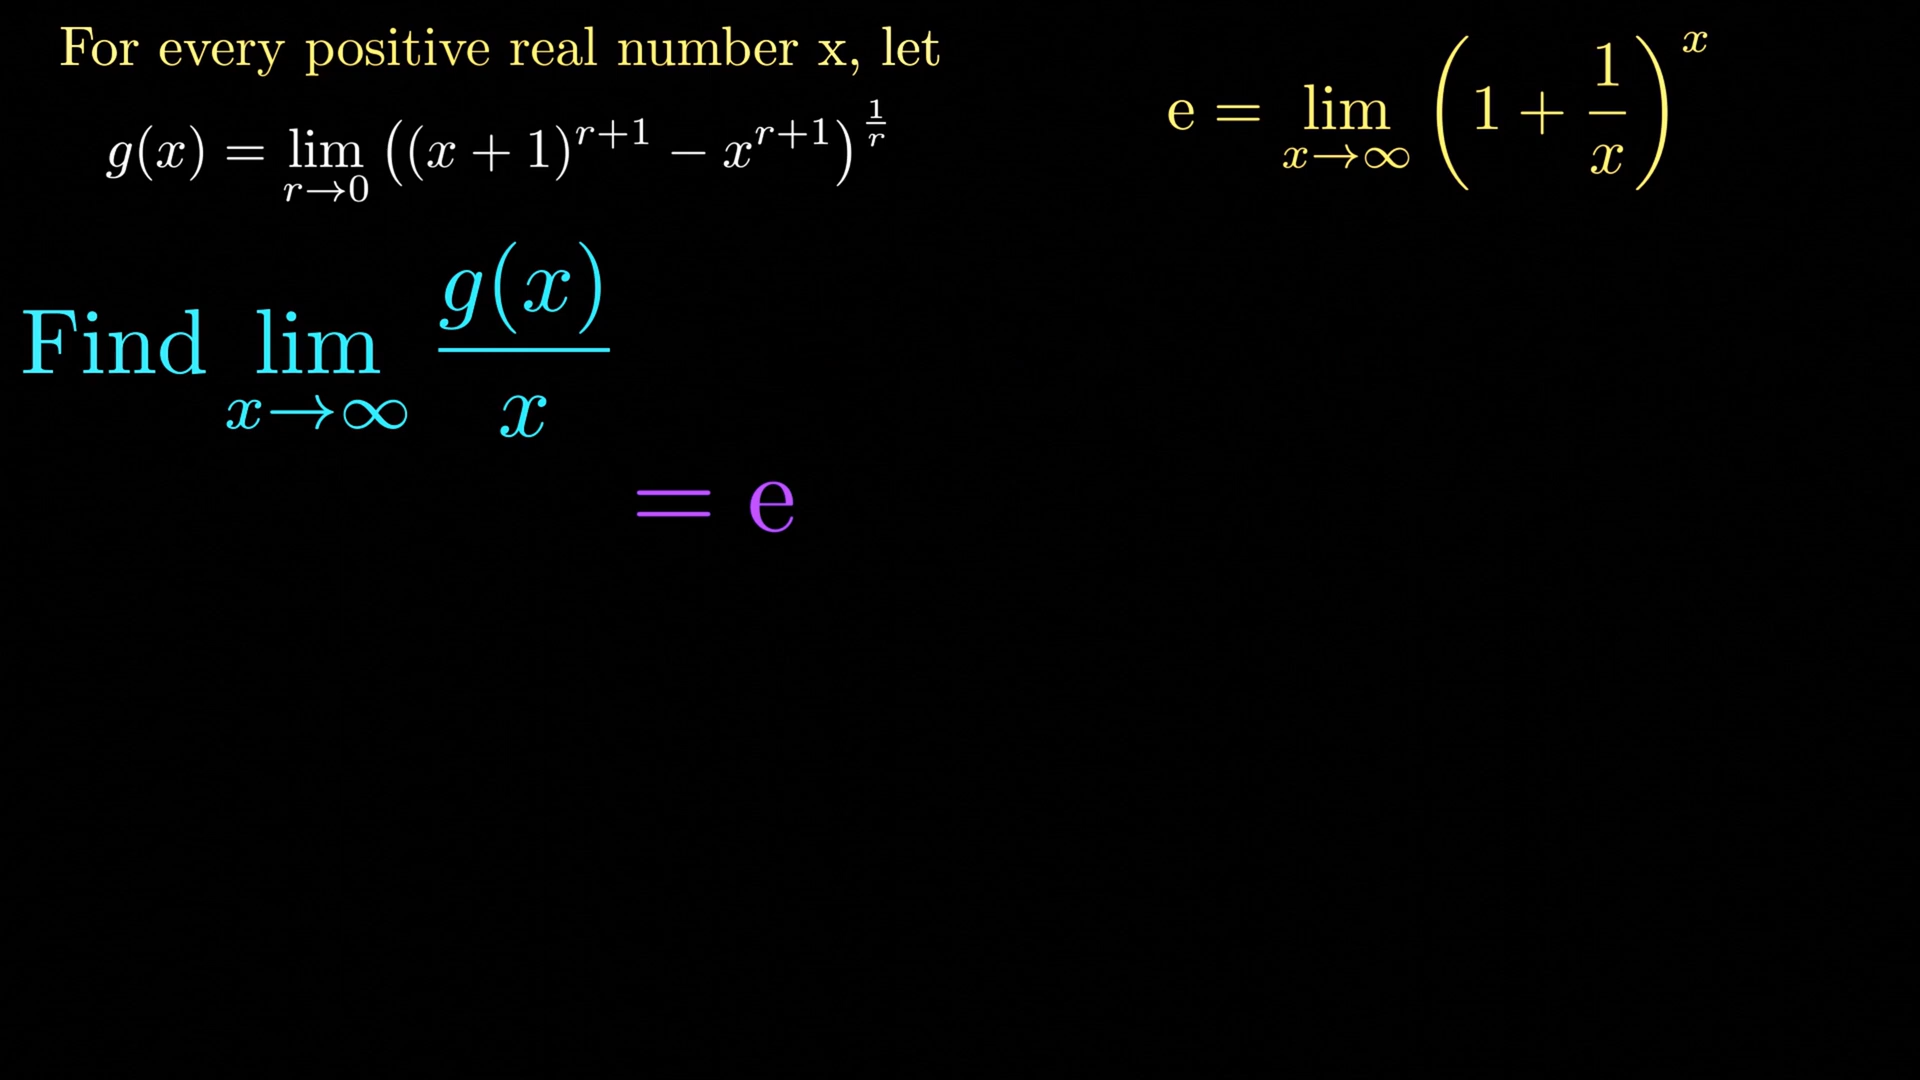 For every positive real number x, let
g(x) = lim_{r→0} ((x + 1)^{r+1} − x^{r+1})^{1/r}
e = lim_{x→∞} (1 + 1/x)^x
Find lim_{x→∞} g(x)/x
= e